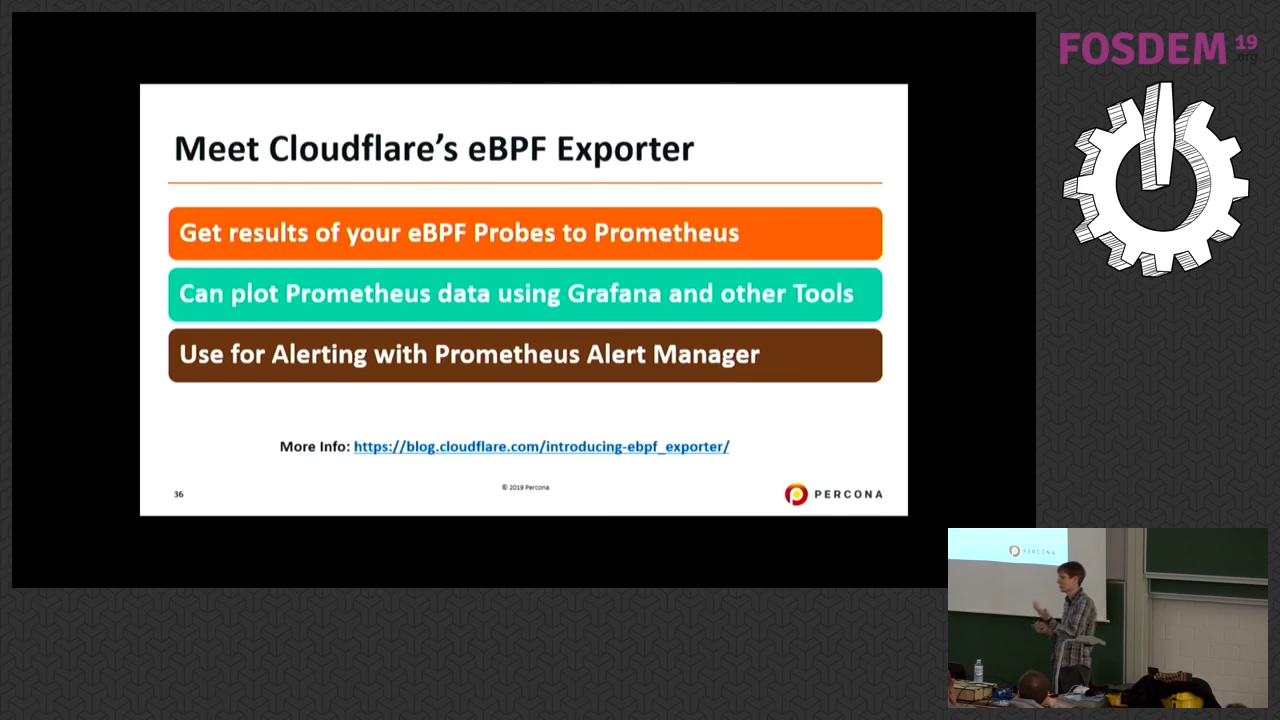 FOSDEM 19
.org
Meet Cloudflare's eBPF Exporter
Get results of your eBPF Probes to Prometheus
Can plot Prometheus data using Grafana and other Tools
Use for Alerting with Prometheus Alert Manager
More Info: https://blog.cloudflare.com/introducing-ebpf_exporter/
36
© 2019 Percona
PERCONA
PERCONA